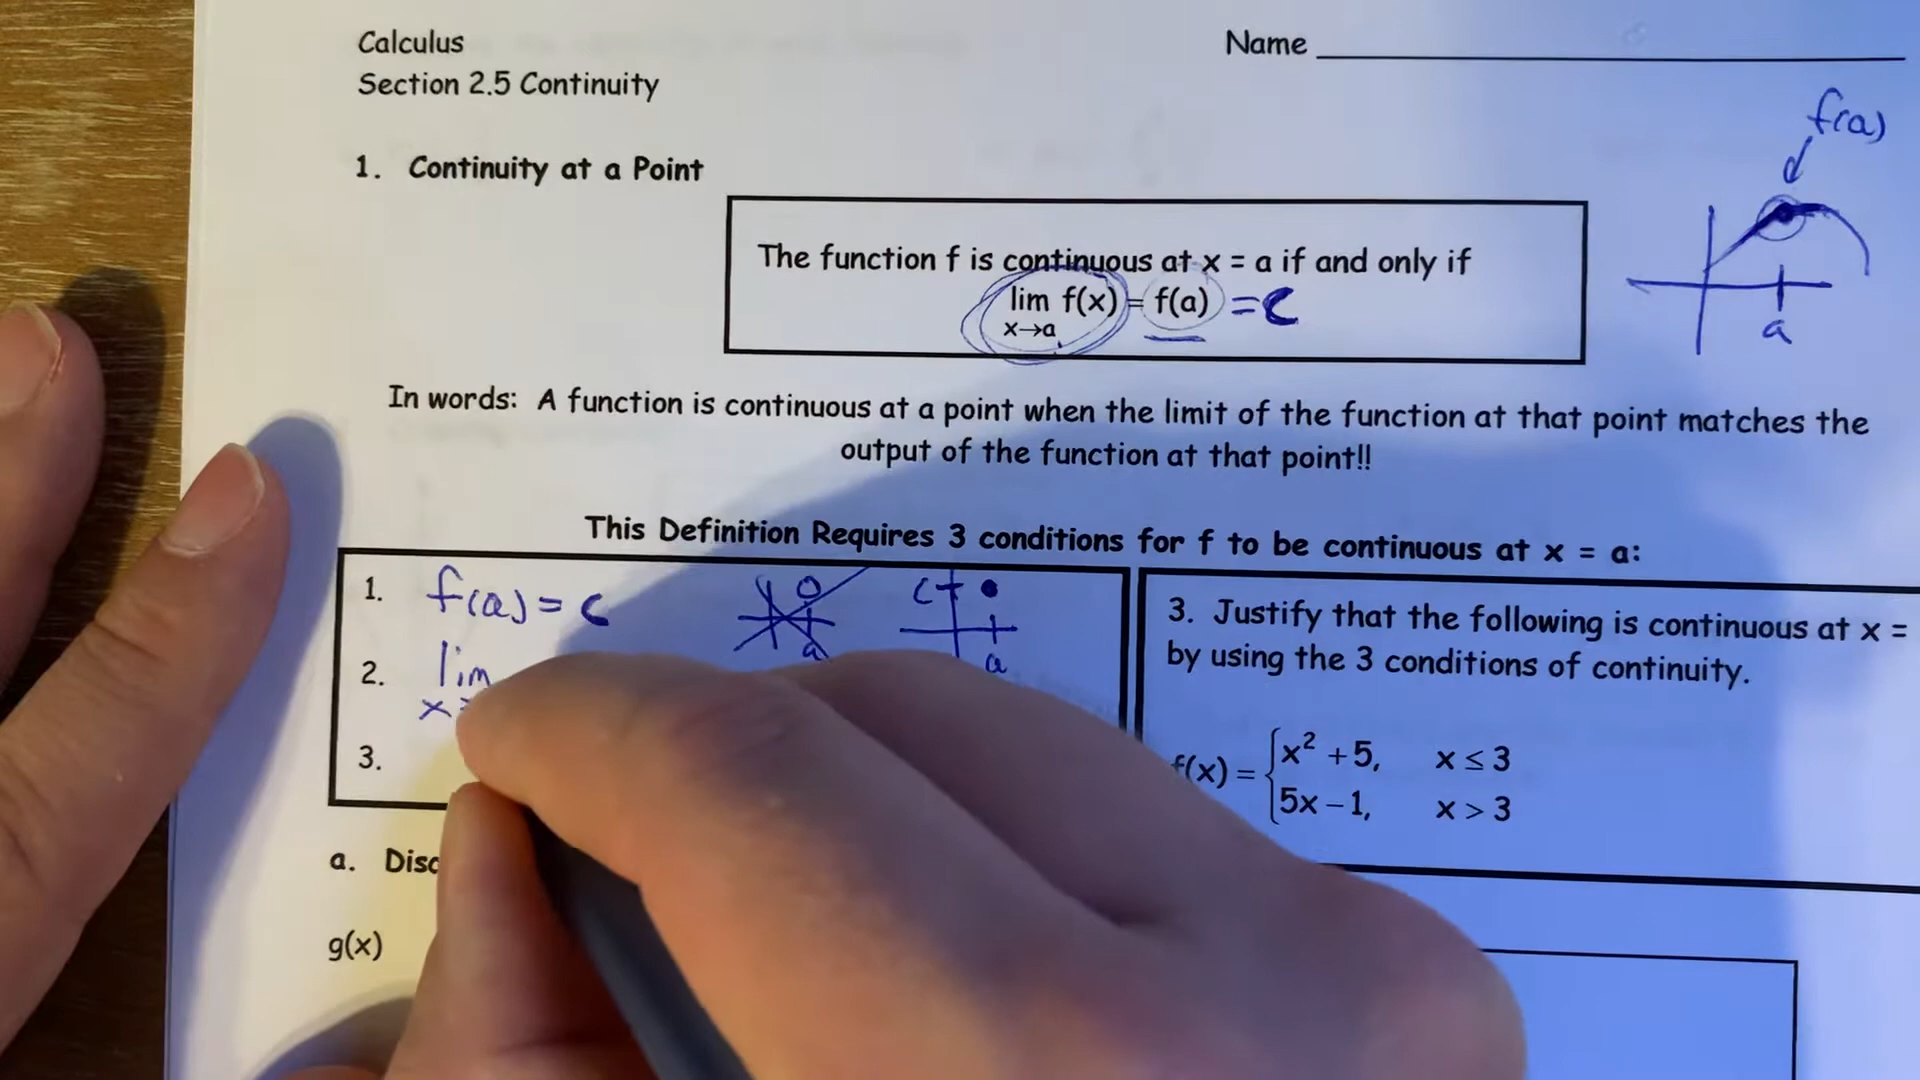 Calculus
Name
Section 2.5 Continuity
f(a)
1. Continuity at a Point
The function f is continuous at x = a if and only if
lim f(x) = f(a) = C
x→a
a
In words: A function is continuous at a point when the limit of the function at that point matches the
output of the function at that point!!
This Definition Requires 3 conditions for f to be continuous at x = a:
1. f(a) = c
a
C
a
2. lim
x
3.
3. Justify that the following is continuous at x =
by using the 3 conditions of continuity.
f(x) = { x² + 5, x ≤ 3
5x – 1, x > 3
a. Disc
g(x)